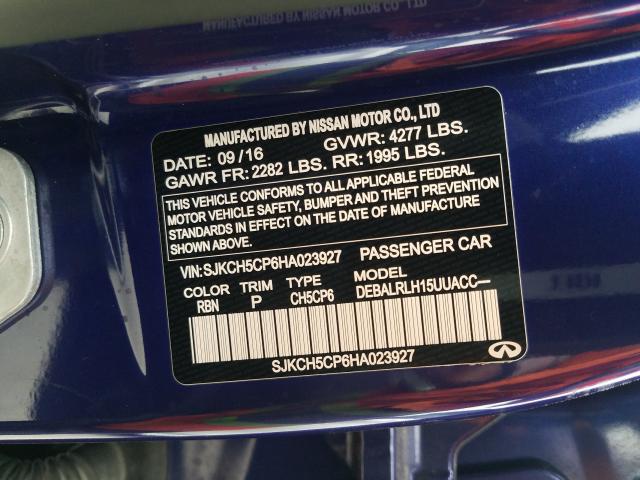 MANUFACTURED BY NISSAN MOTOR CO., LTD
DATE: 09/16 GVWR: 4277 LBS.
GAWR FR: 2282 LBS. RR: 1995 LBS.
THIS VEHICLE CONFORMS TO ALL APPLICABLE FEDERAL
MOTOR VEHICLE SAFETY, BUMPER AND THEFT PREVENTION
STANDARDS IN EFFECT ON THE DATE OF MANUFACTURE
SHOWN ABOVE.
VIN:SJKCH5CP6HA023927 PASSENGER CAR
COLOR TRIM TYPE MODEL
RBN P CH5CP6 DEBALRLH15UUACC—
SJKCH5CP6HA023927